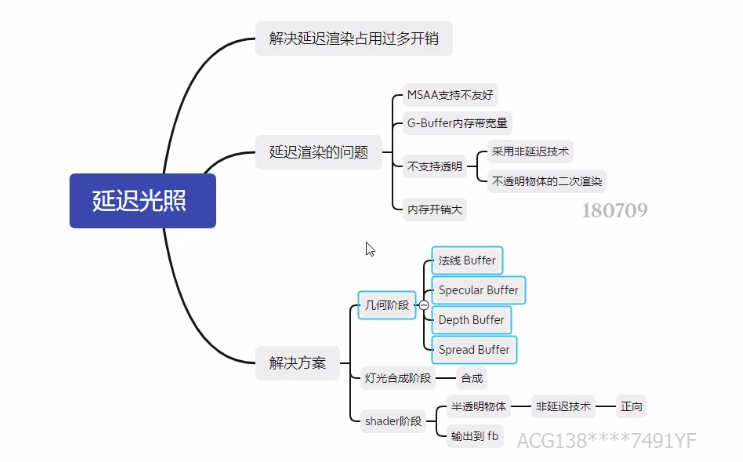 延迟光照
解决延迟渲染占用过多开销
延迟渲染的问题
MSAA支持不友好
G-Buffer内存带宽量
不支持透明
采用非延迟技术
不透明物体的二次渲染
内存开销大
180709
解决方案
几何阶段
法线 Buffer
Specular Buffer
Depth Buffer
Spread Buffer
灯光合成阶段
合成
shader阶段
半透明物体
非延迟技术
正向
输出到 fb
ACG138****7491YF